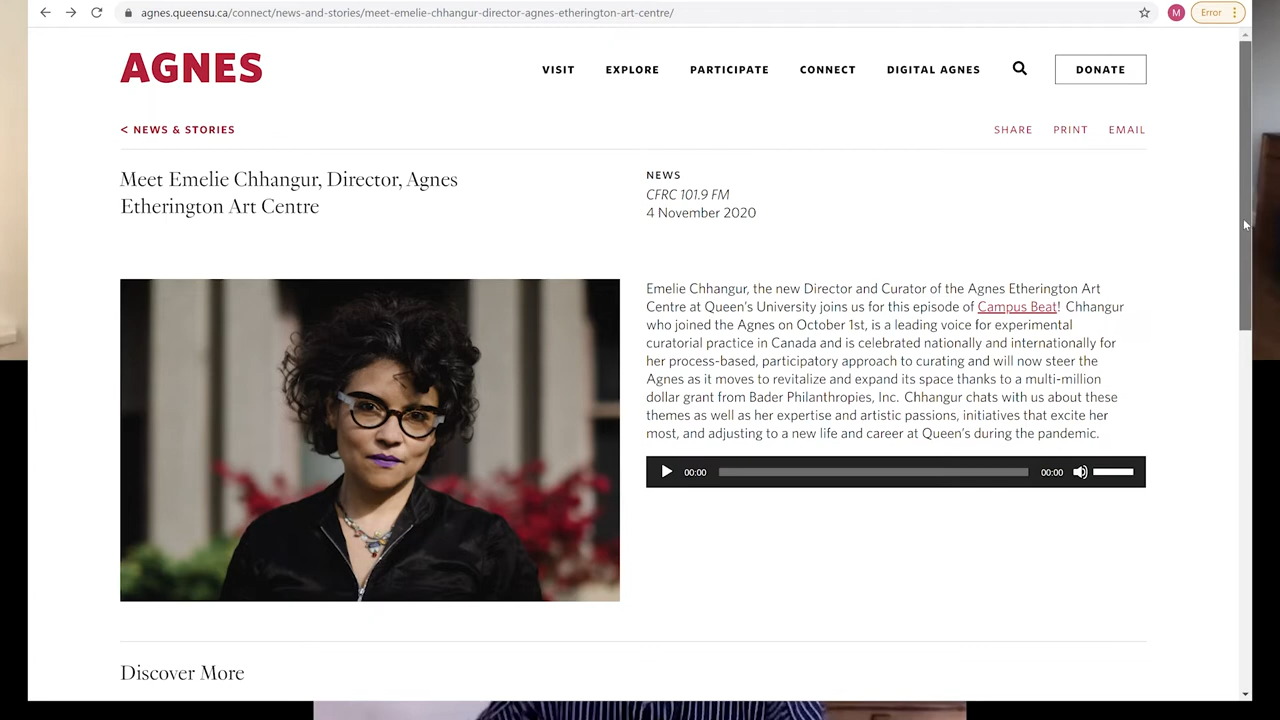 agnes.queensu.ca/connect/news-and-stories/meet-emelie-chhangur-director-agnes-etherington-art-centre/
M
Error
AGNES
VISIT
EXPLORE
PARTICIPATE
CONNECT
DIGITAL AGNES
DONATE
< NEWS & STORIES
SHARE
PRINT
EMAIL
Meet Emelie Chhangur, Director, Agnes
Etherington Art Centre
NEWS
CFRC 101.9 FM
4 November 2020
Emelie Chhangur, the new Director and Curator of the Agnes Etherington Art
Centre at Queen's University joins us for this episode of Campus Beat! Chhangur
who joined the Agnes on October 1st, is a leading voice for experimental
curatorial practice in Canada and is celebrated nationally and internationally for
her process-based, participatory approach to curating and will now steer the
Agnes as it moves to revitalize and expand its space thanks to a multi-million
dollar grant from Bader Philanthropies, Inc. Chhangur chats with us about these
themes as well as her expertise and artistic passions, initiatives that excite her
most, and adjusting to a new life and career at Queen's during the pandemic.
00:00
00:00
Discover More